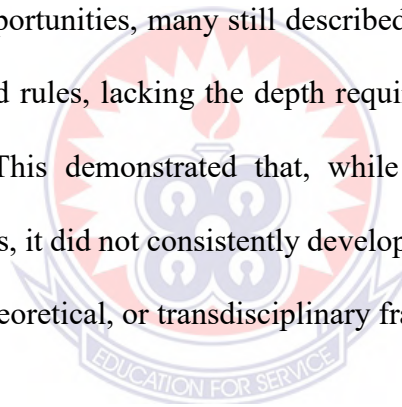 portunities, many still described
d rules, lacking the depth requi
This demonstrated that, while
s, it did not consistently develop
eoretical, or transdisciplinary fra
EDUCATION FOR SERVICE